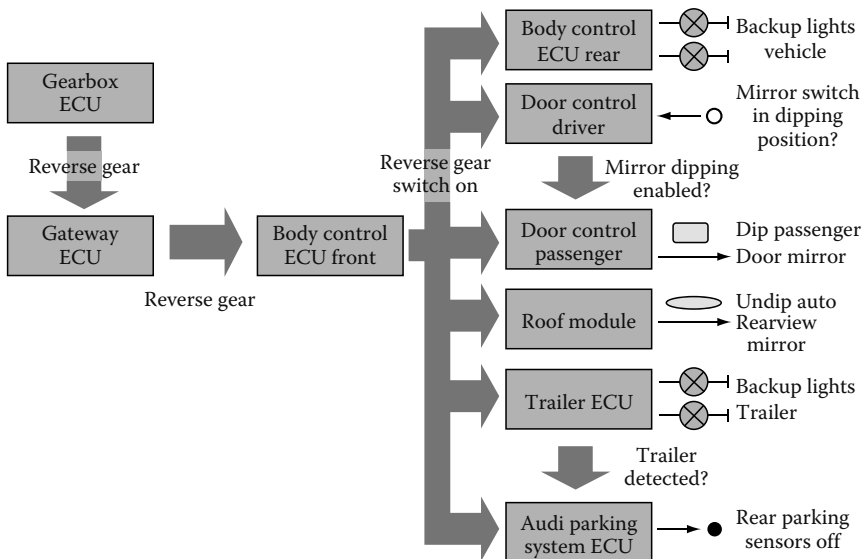 Gearbox
ECU
Reverse gear
Gateway
ECU
Reverse gear
Body control
ECU front
Reverse gear
switch on
Body control
ECU rear
Backup lights
vehicle
Door control
driver
Mirror switch
in dipping
position?
Mirror dipping
enabled?
Door control
passenger
Dip passenger
Door mirror
Roof module
Undip auto
Rearview
mirror
Trailer ECU
Backup lights
Trailer
Trailer
detected?
Audi parking
system ECU
Rear parking
sensors off